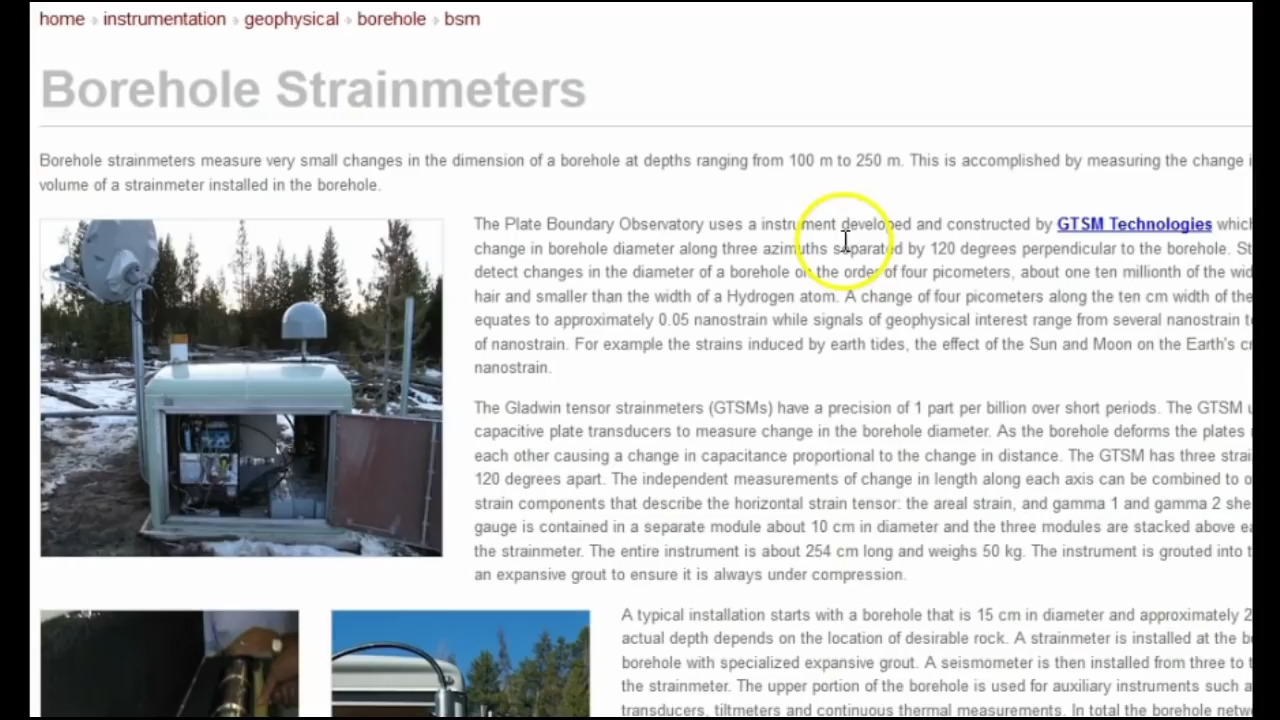 home » instrumentation » geophysical » borehole » bsm
Borehole Strainmeters
Borehole strainmeters measure very small changes in the dimension of a borehole at depths ranging from 100 m to 250 m. This is accomplished by measuring the change i
volume of a strainmeter installed in the borehole.
The Plate Boundary Observatory uses a instrument developed and constructed by GTSM Technologies which
change in borehole diameter along three azimuths separated by 120 degrees perpendicular to the borehole. St
detect changes in the diameter of a borehole on the order of four picometers, about one ten millionth of the wid
hair and smaller than the width of a Hydrogen atom. A change of four picometers along the ten cm width of the
equates to approximately 0.05 nanostrain while signals of geophysical interest range from several nanostrain to
of nanostrain. For example the strains induced by earth tides, the effect of the Sun and Moon on the Earth's cr
nanostrain.
The Gladwin tensor strainmeters (GTSMs) have a precision of 1 part per billion over short periods. The GTSM u
capacitive plate transducers to measure change in the borehole diameter. As the borehole deforms the plates
each other causing a change in capacitance proportional to the change in distance. The GTSM has three strai
120 degrees apart. The independent measurements of change in length along each axis can be combined to o
strain components that describe the horizontal strain tensor: the areal strain, and gamma 1 and gamma 2 she
gauge is contained in a separate module about 10 cm in diameter and the three modules are stacked above ea
the strainmeter. The entire instrument is about 254 cm long and weighs 50 kg. The instrument is grouted into t
an expansive grout to ensure it is always under compression.
A typical installation starts with a borehole that is 15 cm in diameter and approximately 2
actual depth depends on the location of desirable rock. A strainmeter is installed at the bo
borehole with specialized expansive grout. A seismometer is then installed from three to t
the strainmeter. The upper portion of the borehole is used for auxiliary instruments such a
transducers, tiltmeters and continuous thermal measurements. In total the borehole netw